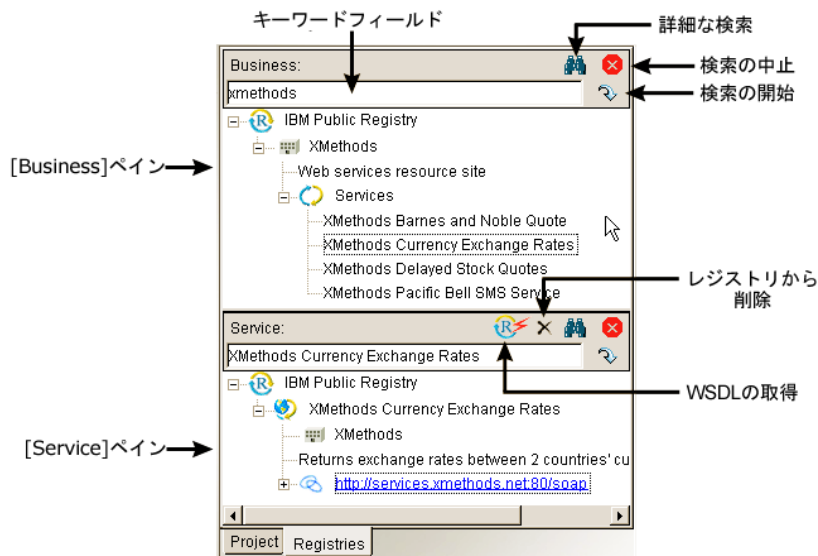 キーワードフィールド
詳細な検索
Business:
検索の中止
xmethods
検索の開始
IBM Public Registry
XMethods
[Business]ペイン
Web services resource site
Services
XMethods Barnes and Noble Quote
XMethods Currency Exchange Rates
XMethods Delayed Stock Quotes
XMethods Pacific Bell SMS Service
レジストリから
削除
Service:
XMethods Currency Exchange Rates
IBM Public Registry
WSDLの取得
XMethods Currency Exchange Rates
XMethods
[Service]ペイン
Returns exchange rates between 2 countries' cu
http://services.xmethods.net:80/soap
Project
Registries